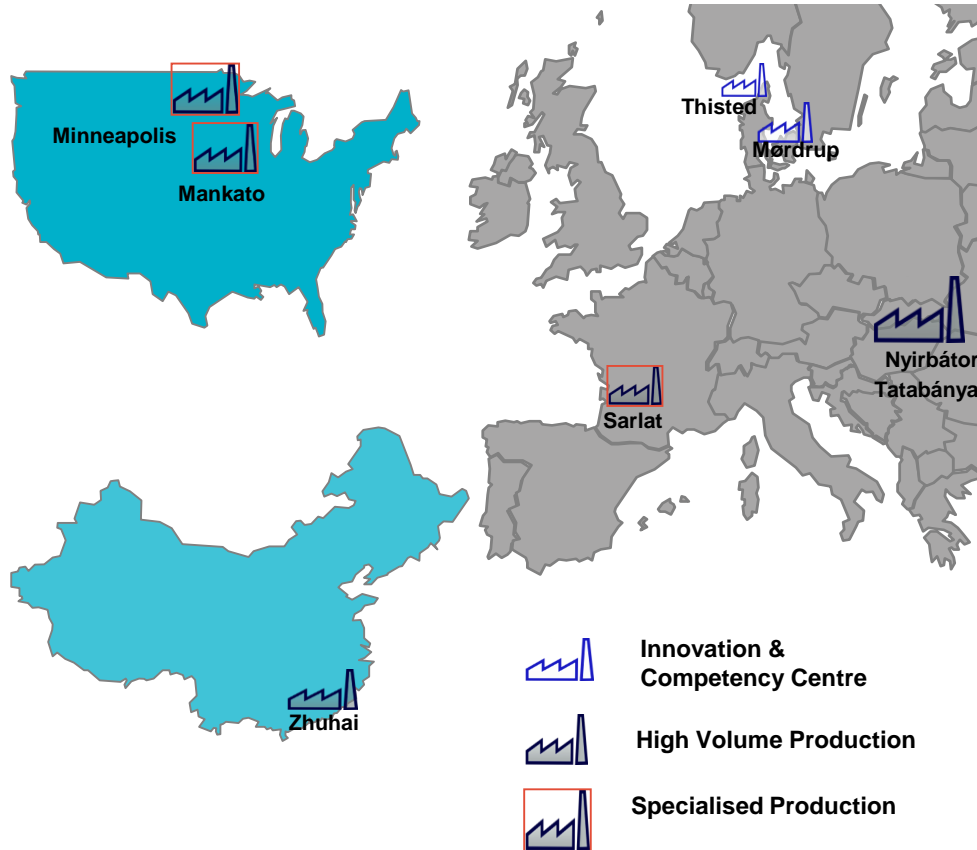 Minneapolis
Mankato
Thisted
Mørdrup
Nyirbátor
Tatabánya
Sarlat
Zhuhai
Innovation &
Competency Centre
High Volume Production
Specialised Production